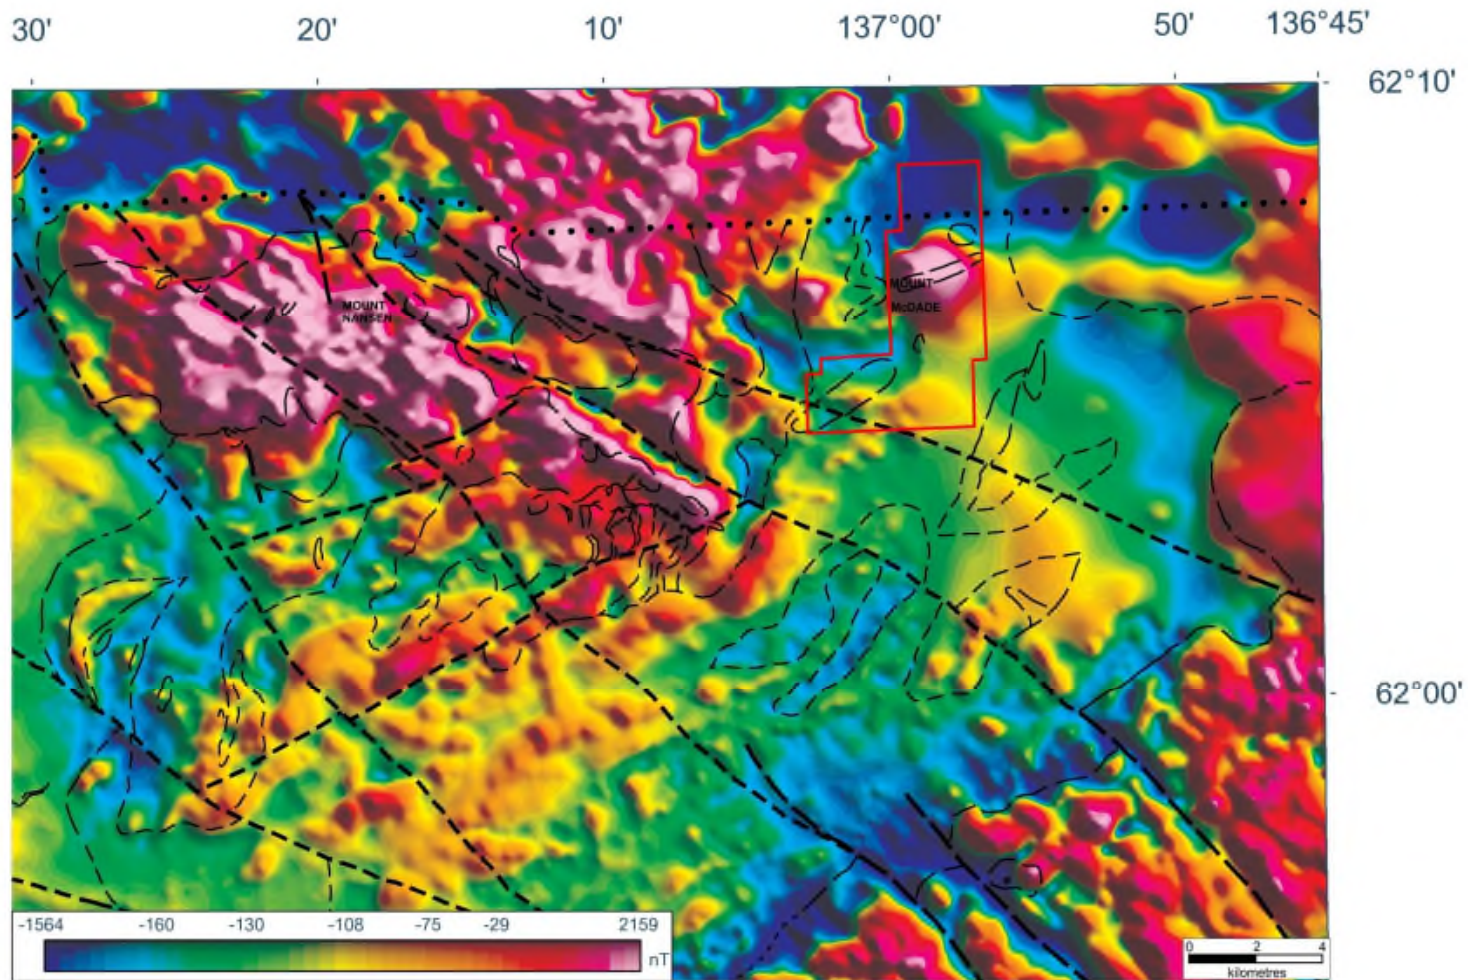 30' 20' 10' 137°00' 50' 136°45'
62°10'
MOUNT
McDADE
MOUNT
NANSEN
62°00'
-1564 -160 -130 -108 -75 -29 2159
nT
0 2 4
kilometres